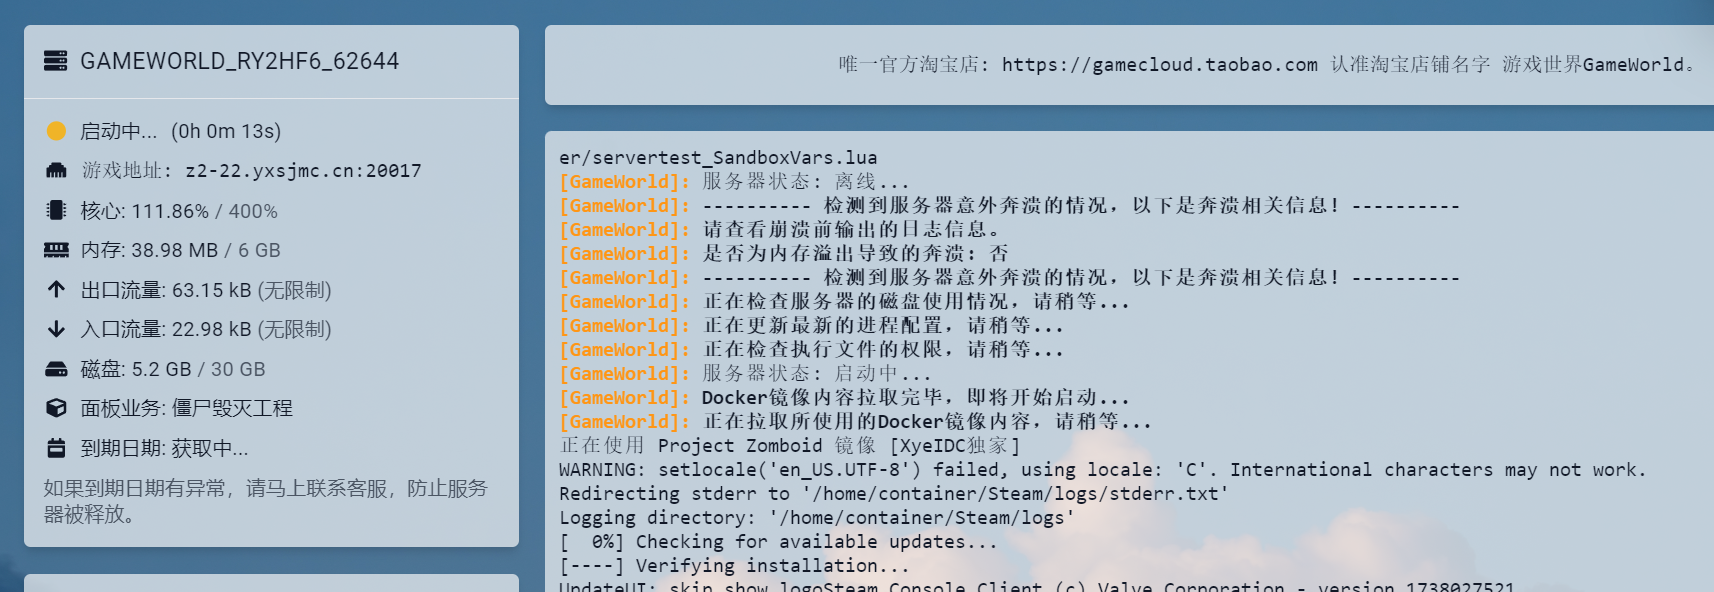 GAMEWORLD_RY2HF6_62644
启动中... (0h 0m 13s)
游戏地址: z2-22.yxsjmc.cn:20017
核心: 111.86% / 400%
内存: 38.98 MB / 6 GB
出口流量: 63.15 kB (无限制)
入口流量: 22.98 kB (无限制)
磁盘: 5.2 GB / 30 GB
面板业务: 僵尸毁灭工程
到期日期: 获取中...
如果到期日期有异常，请马上联系客服，防止服务
器被释放。
唯一官方淘宝店: https://gamecloud.taobao.com 认准淘宝店铺名字 游戏世界GameWorld。
er/servertest_SandboxVars.lua
[GameWorld]: 服务器状态: 离线...
[GameWorld]: ---------- 检测到服务器意外奔溃的情况，以下是奔溃相关信息! ----------
[GameWorld]: 请查看崩溃前输出的日志信息。
[GameWorld]: 是否为内存溢出导致的奔溃: 否
[GameWorld]: ---------- 检测到服务器意外奔溃的情况，以下是奔溃相关信息! ----------
[GameWorld]: 正在检查服务器的磁盘使用情况，请稍等...
[GameWorld]: 正在更新最新的进程配置，请稍等...
[GameWorld]: 正在检查执行文件的权限，请稍等...
[GameWorld]: 服务器状态: 启动中...
[GameWorld]: Docker镜像内容拉取完毕，即将开始启动...
[GameWorld]: 正在拉取所使用的Docker镜像内容，请稍等...
正在使用 Project Zomboid 镜像 [XyeIDC独家]
WARNING: setlocale('en_US.UTF-8') failed, using locale: 'C'. International characters may not work.
Redirecting stderr to '/home/container/Steam/logs/stderr.txt'
Logging directory: '/home/container/Steam/logs'
[  0%] Checking for available updates...
[----] Verifying installation...
UpdateUI: skip show logoSteam Console Client (c) Valve Corporation - version 1738027521